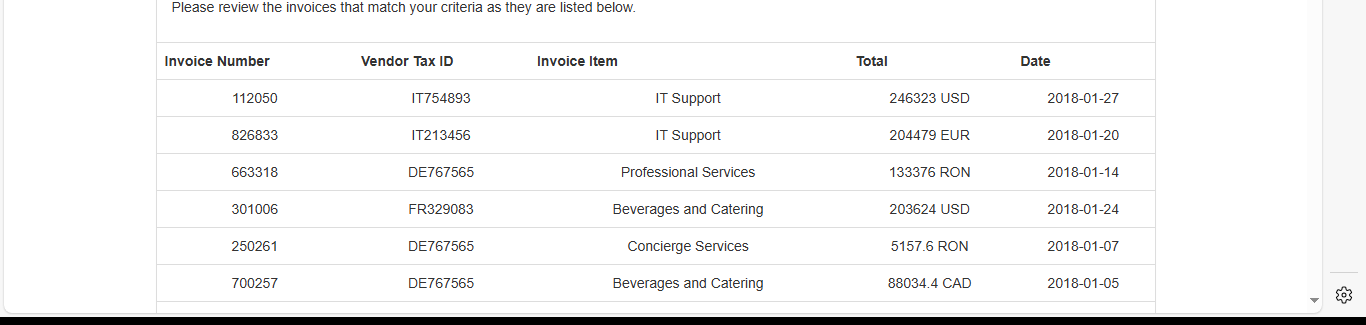 Please review the invoices that match your criteria as they are listed below.
Invoice Number Vendor Tax ID Invoice Item Total Date
112050 IT754893 IT Support 246323 USD 2018-01-27
826833 IT213456 IT Support 204479 EUR 2018-01-20
663318 DE767565 Professional Services 133376 RON 2018-01-14
301006 FR329083 Beverages and Catering 203624 USD 2018-01-24
250261 DE767565 Concierge Services 5157.6 RON 2018-01-07
700257 DE767565 Beverages and Catering 88034.4 CAD 2018-01-05